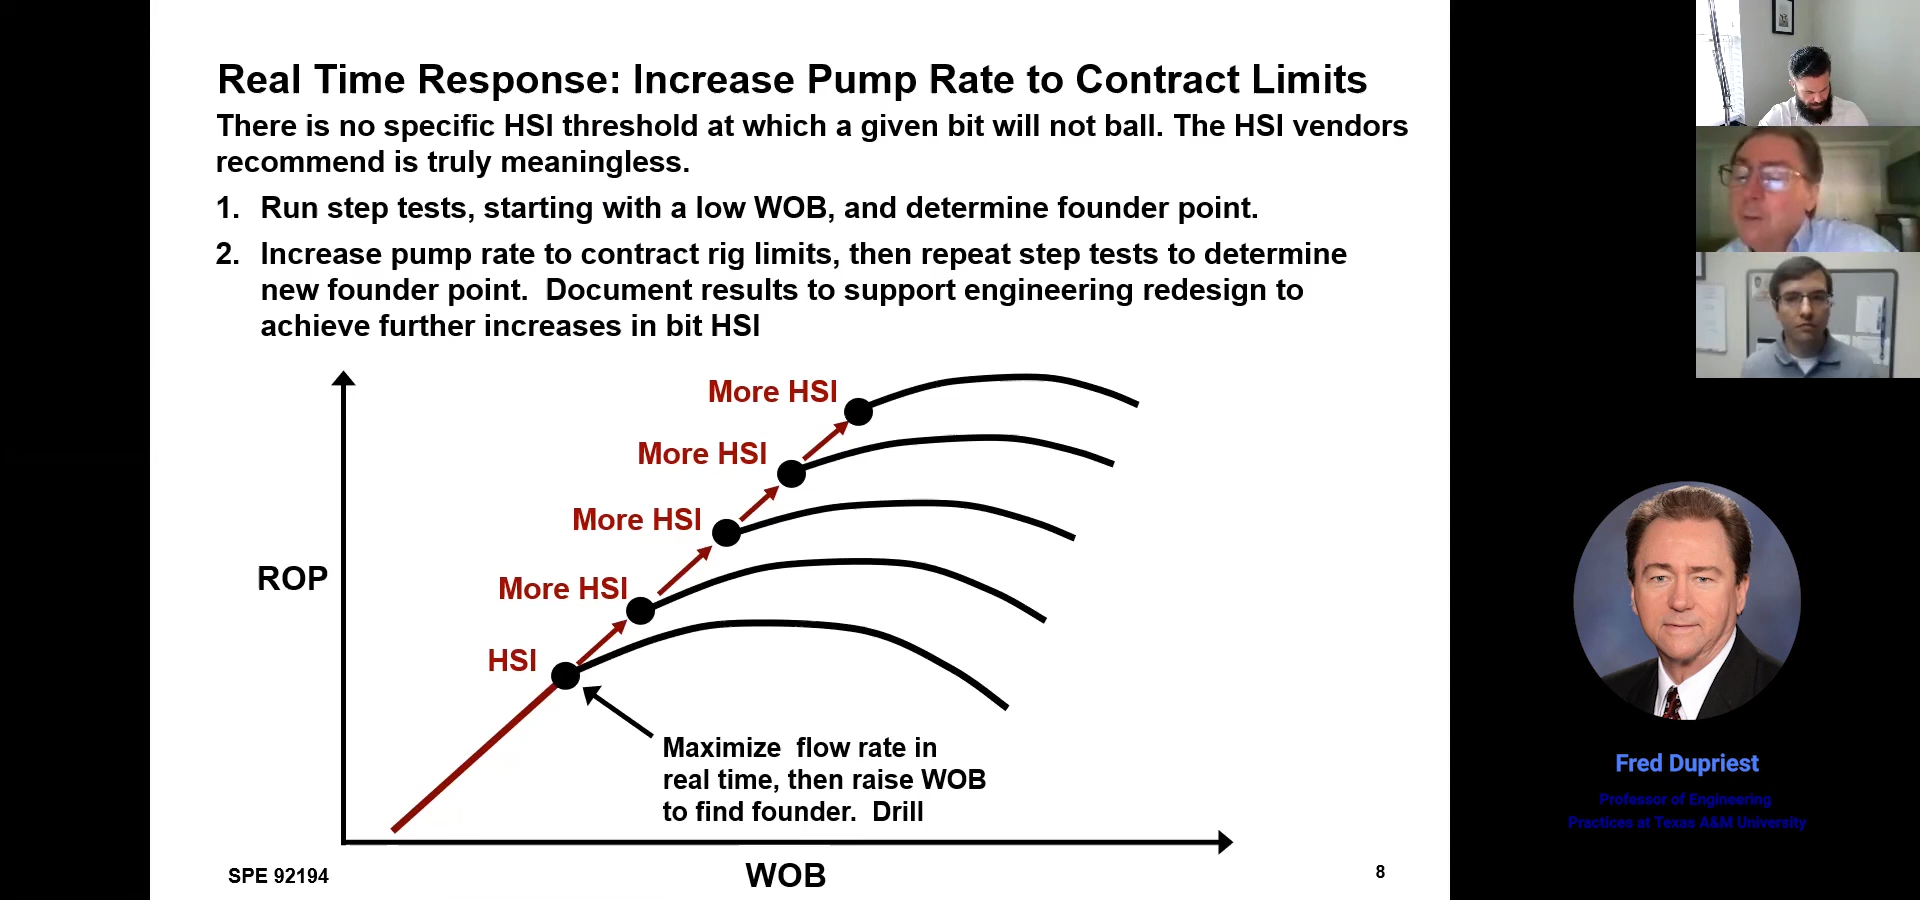 Real Time Response: Increase Pump Rate to Contract Limits
There is no specific HSI threshold at which a given bit will not ball. The HSI vendors
recommend is truly meaningless.
1. Run step tests, starting with a low WOB, and determine founder point.
2. Increase pump rate to contract rig limits, then repeat step tests to determine
new founder point. Document results to support engineering redesign to
achieve further increases in bit HSI
More HSI
More HSI
More HSI
More HSI
HSI
ROP
Maximize flow rate in
real time, then raise WOB
to find founder. Drill
WOB
SPE 92194
8
Fred Dupriest
Professor of Engineering
Practices at Texas A&M University